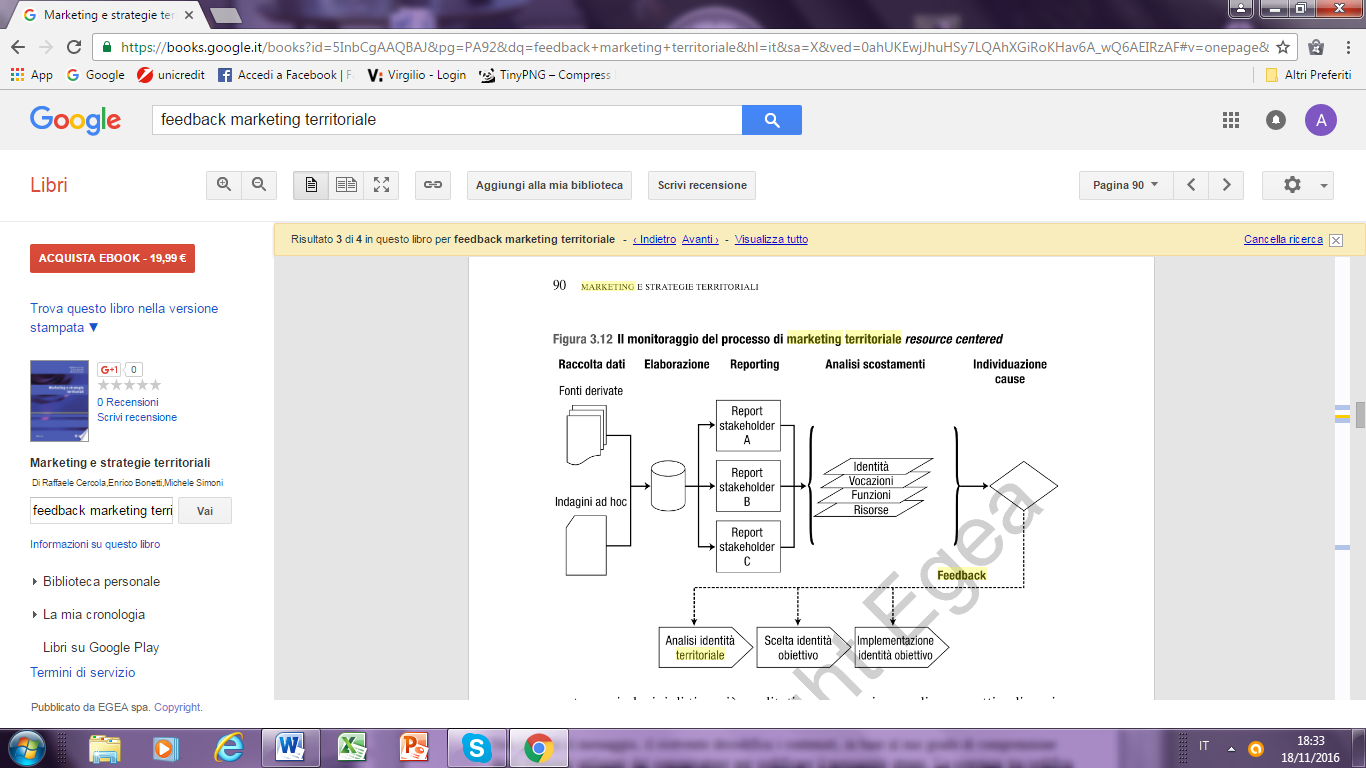 Marketing e strategie ter
https://books.google.it/books?id=5InbCgAAQBAJ&pg=PA92&dq=feedback+marketing+territoriale&hl=it&sa=X&ved=0ahUKEwjJhuHSy7LQAhXGiRoKHav6A_wQ6AEIRzAF#v=onepage&
App Google unicredit Accedi a Facebook | F Virgilio - Login TinyPNG – Compress Altri Preferiti
Google feedback marketing territoriale A
Libri Aggiungi alla mia biblioteca Scrivi recensione Pagina 90
Risultato 3 di 4 in questo libro per feedback marketing territoriale - ‹ Indietro Avanti › - Visualizza tutto Cancella ricerca
ACQUISTA EBOOK - 19,99 €
Trova questo libro nella versione
stampata ▼
G+1 0
0 Recensioni
Scrivi recensione
Marketing e strategie territoriali
Di Raffaele Cercola,Enrico Bonetti,Michele Simoni
feedback marketing terri Vai
Informazioni su questo libro
Biblioteca personale
La mia cronologia
Libri su Google Play
Termini di servizio
Pubblicato da EGEA spa. Copyright.
90 MARKETING E STRATEGIE TERRITORIALI
Figura 3.12 Il monitoraggio del processo di marketing territoriale resource centered
Raccolta dati Elaborazione Reporting Analisi scostamenti Individuazione
cause
Fonti derivate
Report
stakeholder
A
Identità
Vocazioni
Funzioni
Risorse
Report
stakeholder
B
Indagini ad hoc
Report
stakeholder
C
Feedback
Analisi identità
territoriale
Scelta identità
obiettivo
Implementazione
identità obiettivo
ght Egea
IT 18:33
18/11/2016